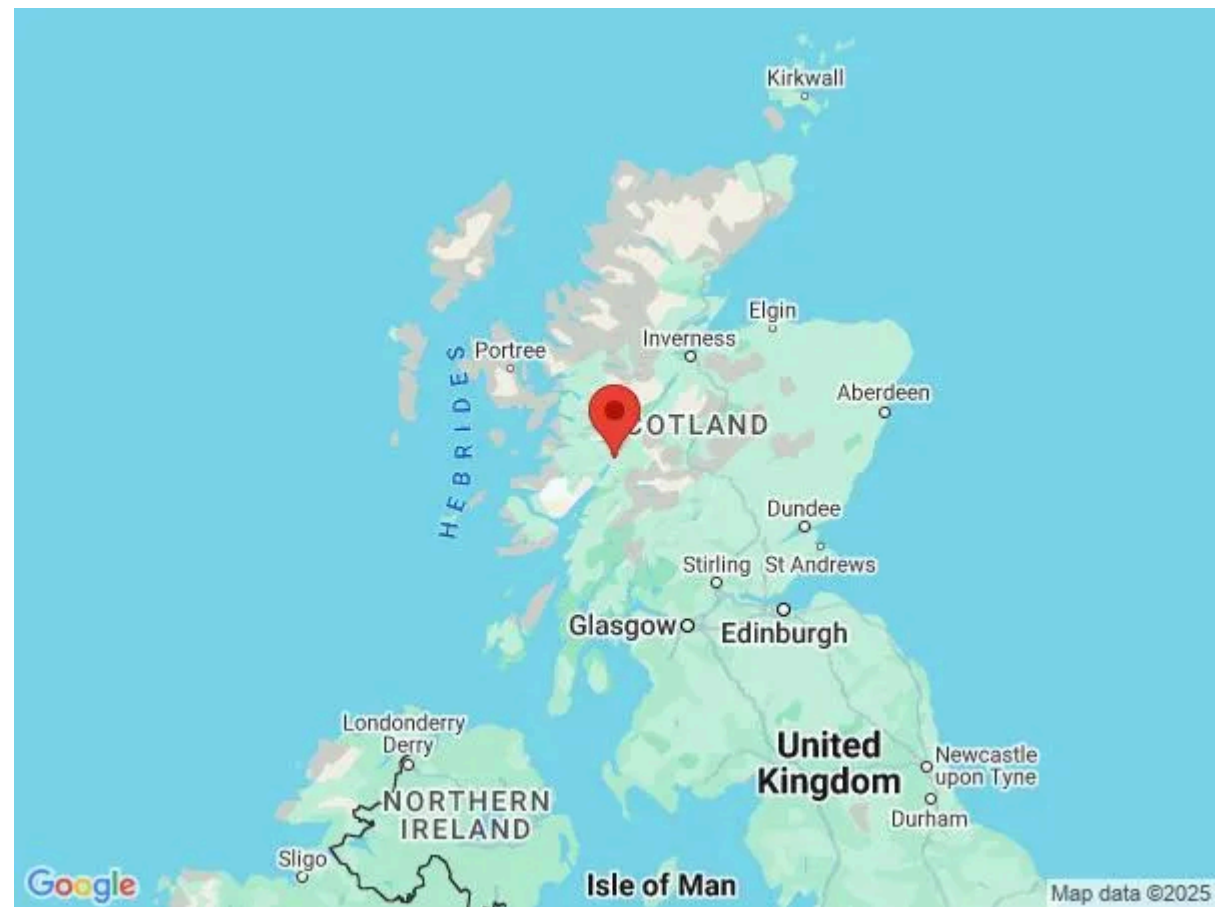 Kirkwall
Elgin
Inverness
Portree
Aberdeen
COTLAND
HEBRIDES
Dundee
Stirling
St Andrews
Glasgow
Edinburgh
Londonderry
Derry
United
Kingdom
Newcastle
upon Tyne
NORTHERN
IRELAND
Durham
Sligo
Isle of Man
Google
Map data ©2025